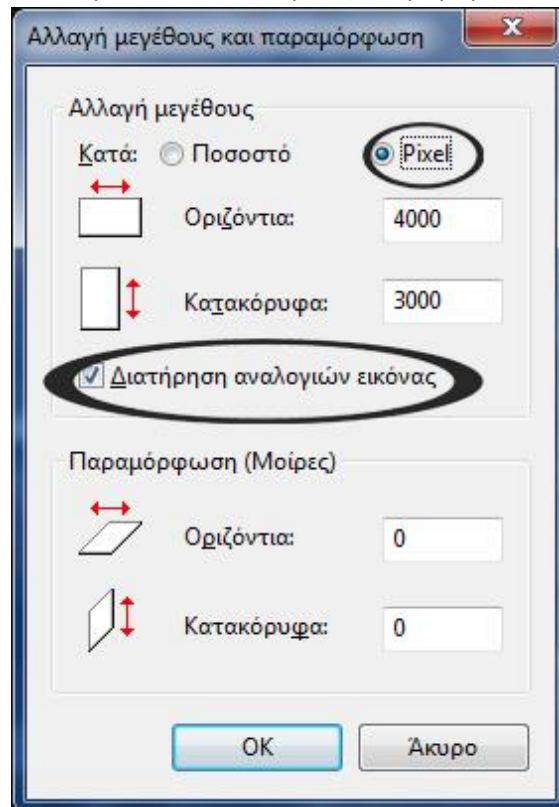 Αλλαγή μεγέθους και παραμόρφωση
Αλλαγή μεγέθους
Κατά: Ποσοστό Pixel
Οριζόντια: 4000
Κατακόρυφα: 3000
Διατήρηση αναλογιών εικόνας
Παραμόρφωση (Μοίρες)
Οριζόντια: 0
Κατακόρυφα: 0
OK Άκυρο